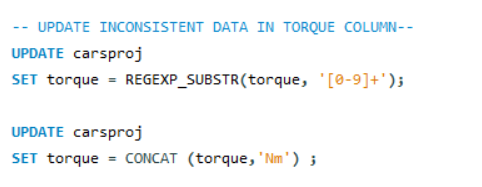 -- UPDATE INCONSISTENT DATA IN TORQUE COLUMN--
UPDATE carsproj
SET torque = REGEXP_SUBSTR(torque, '[0-9]+');
UPDATE carsproj
SET torque = CONCAT (torque,'Nm') ;